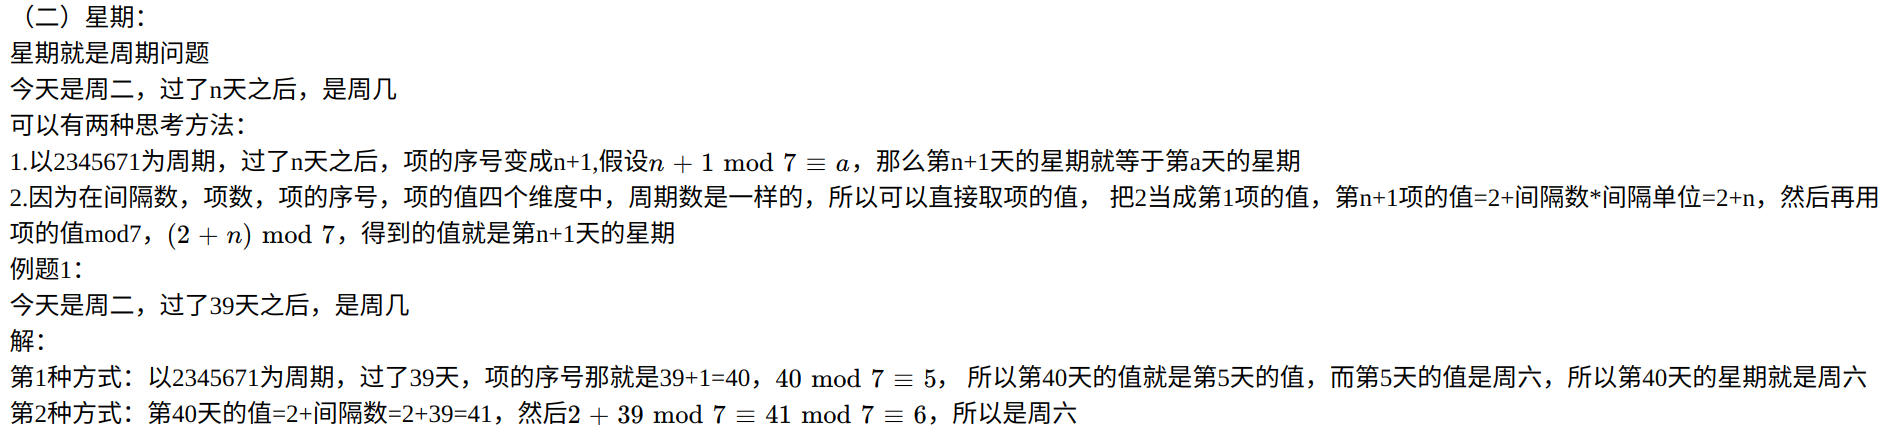 （二）星期：
星期就是周期问题
今天是周二，过了n天之后，是周几
可以有两种思考方法：
1.以2345671为周期，过了n天之后，项的序号变成n+1,假设n + 1 mod 7 ≡ a，那么第n+1天的星期就等于第a天的星期
2.因为在间隔数，项数，项的序号，项的值四个维度中，周期数是一样的，所以可以直接取项的值， 把2当成第1项的值，第n+1项的值=2+间隔数*间隔单位=2+n，然后再用
项的值mod7，(2 + n) mod 7，得到的值就是第n+1天的星期
例题1：
今天是周二，过了39天之后，是周几
解：
第1种方式：以2345671为周期，过了39天，项的序号那就是39+1=40，40 mod 7 ≡ 5， 所以第40天的值就是第5天的值，而第5天的值是周六，所以第40天的星期就是周六
第2种方式：第40天的值=2+间隔数=2+39=41，然后2 + 39 mod 7 ≡ 41 mod 7 ≡ 6，所以是周六